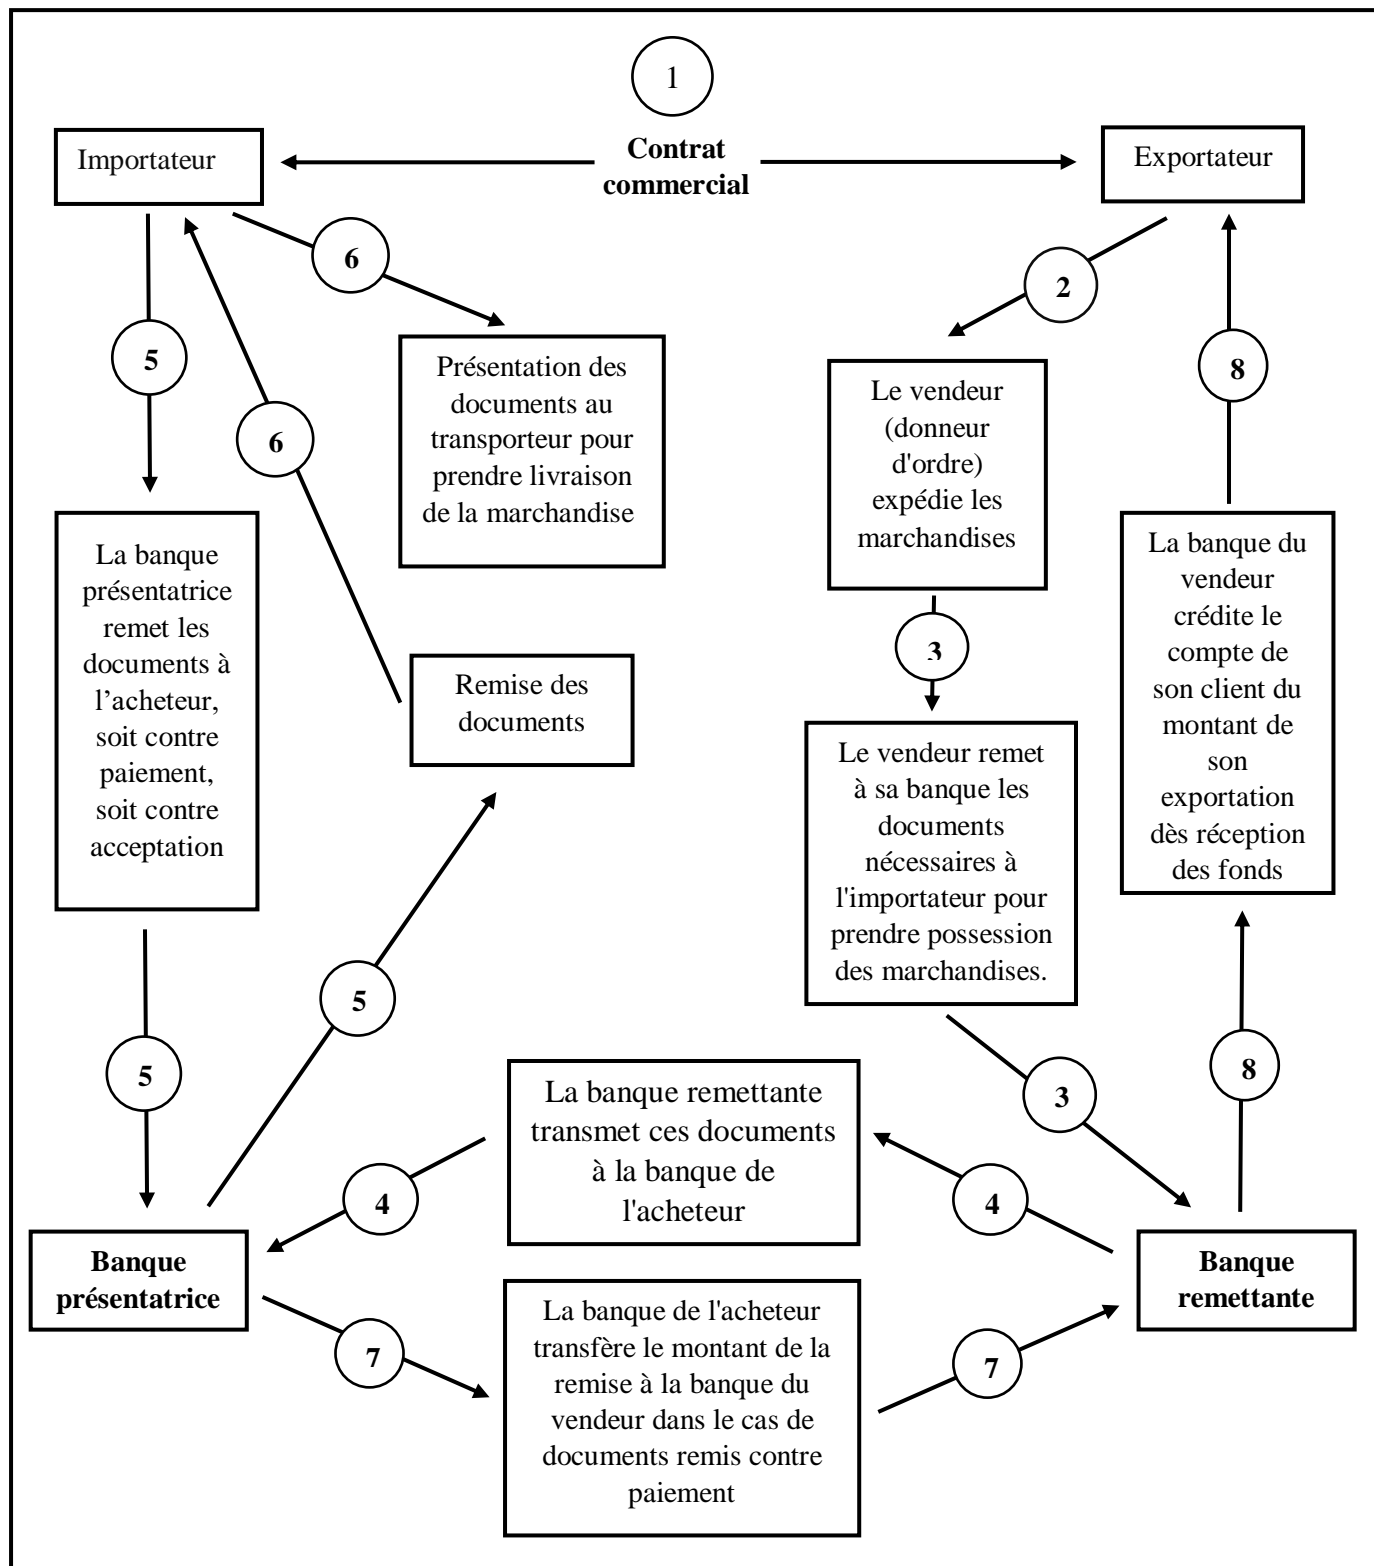 1
Importateur
Contrat
commercial
Exportateur
6
2
5
8
6
Présentation des
documents au
transporteur pour
prendre livraison
de la marchandise
Le vendeur
(donneur
d'ordre)
expédie les
marchandises
La banque
présentatrice
remet les
documents à
l’acheteur,
soit contre
paiement,
soit contre
acceptation
La banque du
vendeur
crédite le
compte de
son client du
montant de
son
exportation
dès réception
des fonds
3
Remise des
documents
Le vendeur remet
à sa banque les
documents
nécessaires à
l'importateur pour
prendre possession
des marchandises.
5
5
3
8
La banque remettante
transmet ces documents
à la banque de
l'acheteur
4
4
Banque
présentatrice
Banque
remettante
7
La banque de l'acheteur
transfère le montant de la
remise à la banque du
vendeur dans le cas de
documents remis contre
paiement
7